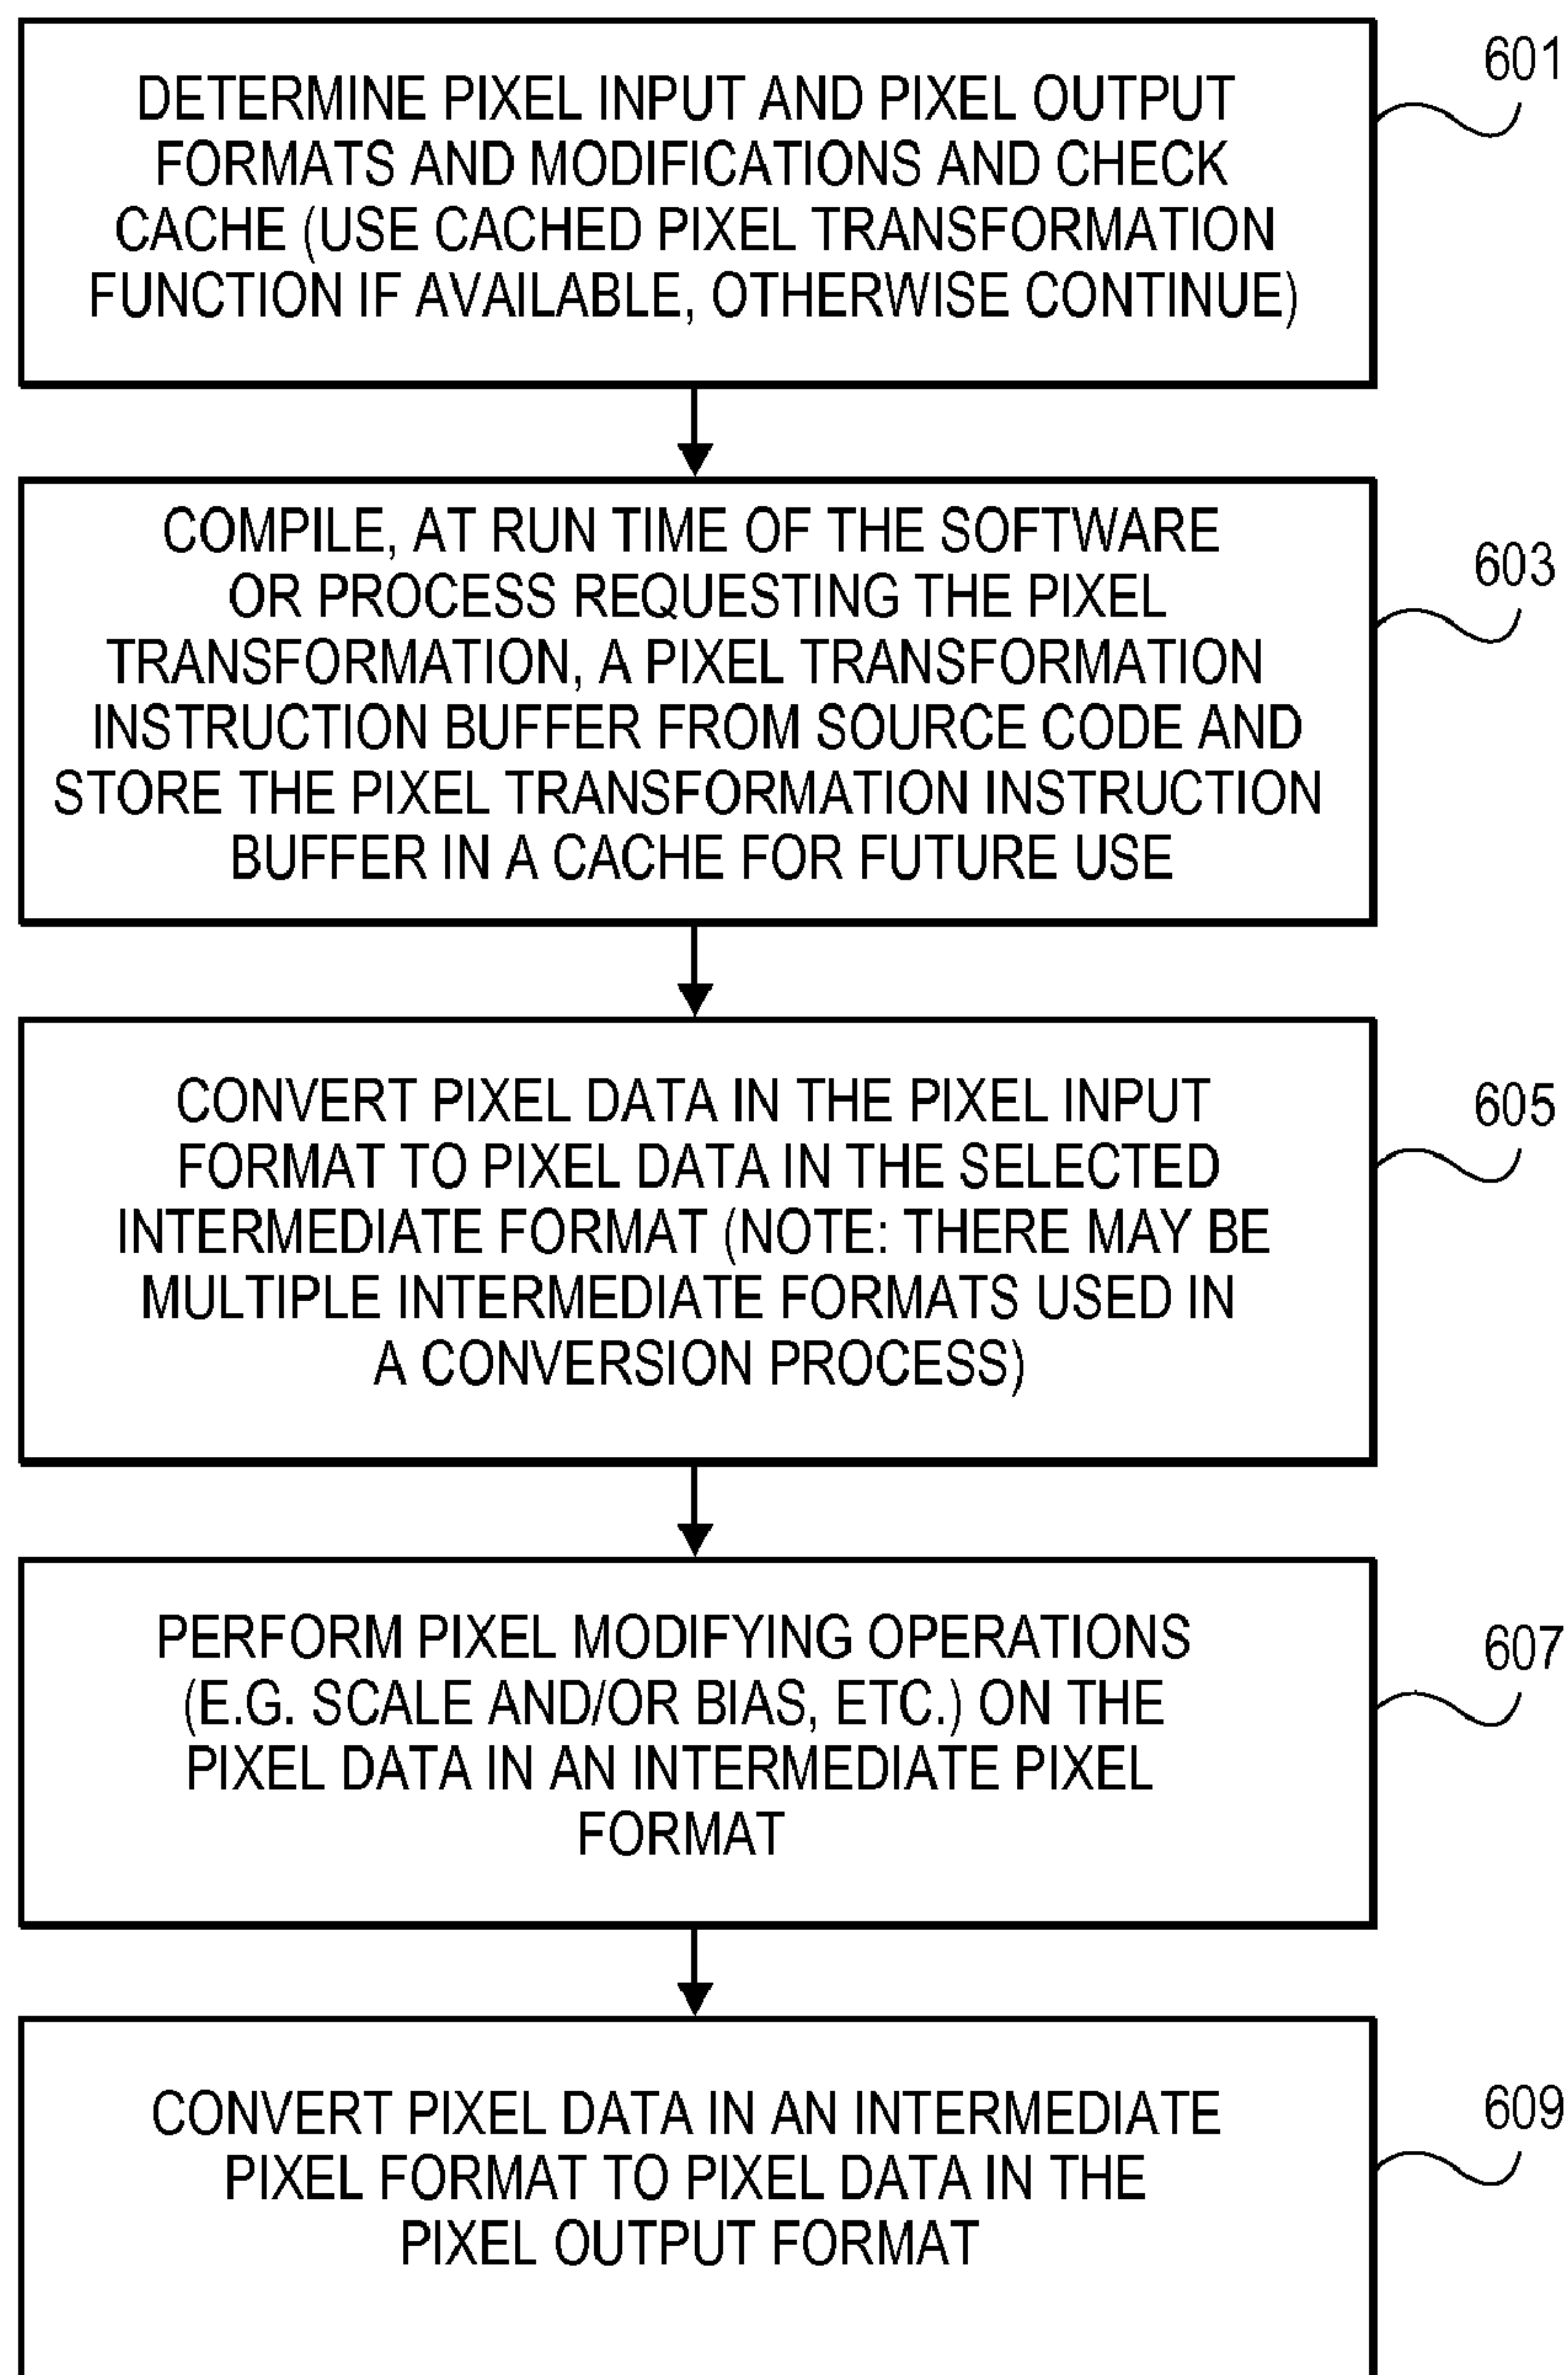 DETERMINE PIXEL INPUT AND PIXEL OUTPUT
FORMATS AND MODIFICATIONS AND CHECK
CACHE (USE CACHED PIXEL TRANSFORMATION
FUNCTION IF AVAILABLE, OTHERWISE CONTINUE)
601
COMPILE, AT RUN TIME OF THE SOFTWARE
OR PROCESS REQUESTING THE PIXEL
TRANSFORMATION, A PIXEL TRANSFORMATION
INSTRUCTION BUFFER FROM SOURCE CODE AND
STORE THE PIXEL TRANSFORMATION INSTRUCTION
BUFFER IN A CACHE FOR FUTURE USE
603
CONVERT PIXEL DATA IN THE PIXEL INPUT
FORMAT TO PIXEL DATA IN THE SELECTED
INTERMEDIATE FORMAT (NOTE: THERE MAY BE
MULTIPLE INTERMEDIATE FORMATS USED IN
A CONVERSION PROCESS)
605
PERFORM PIXEL MODIFYING OPERATIONS
(E.G. SCALE AND/OR BIAS, ETC.) ON THE
PIXEL DATA IN AN INTERMEDIATE PIXEL
FORMAT
607
CONVERT PIXEL DATA IN AN INTERMEDIATE
PIXEL FORMAT TO PIXEL DATA IN THE
PIXEL OUTPUT FORMAT
609